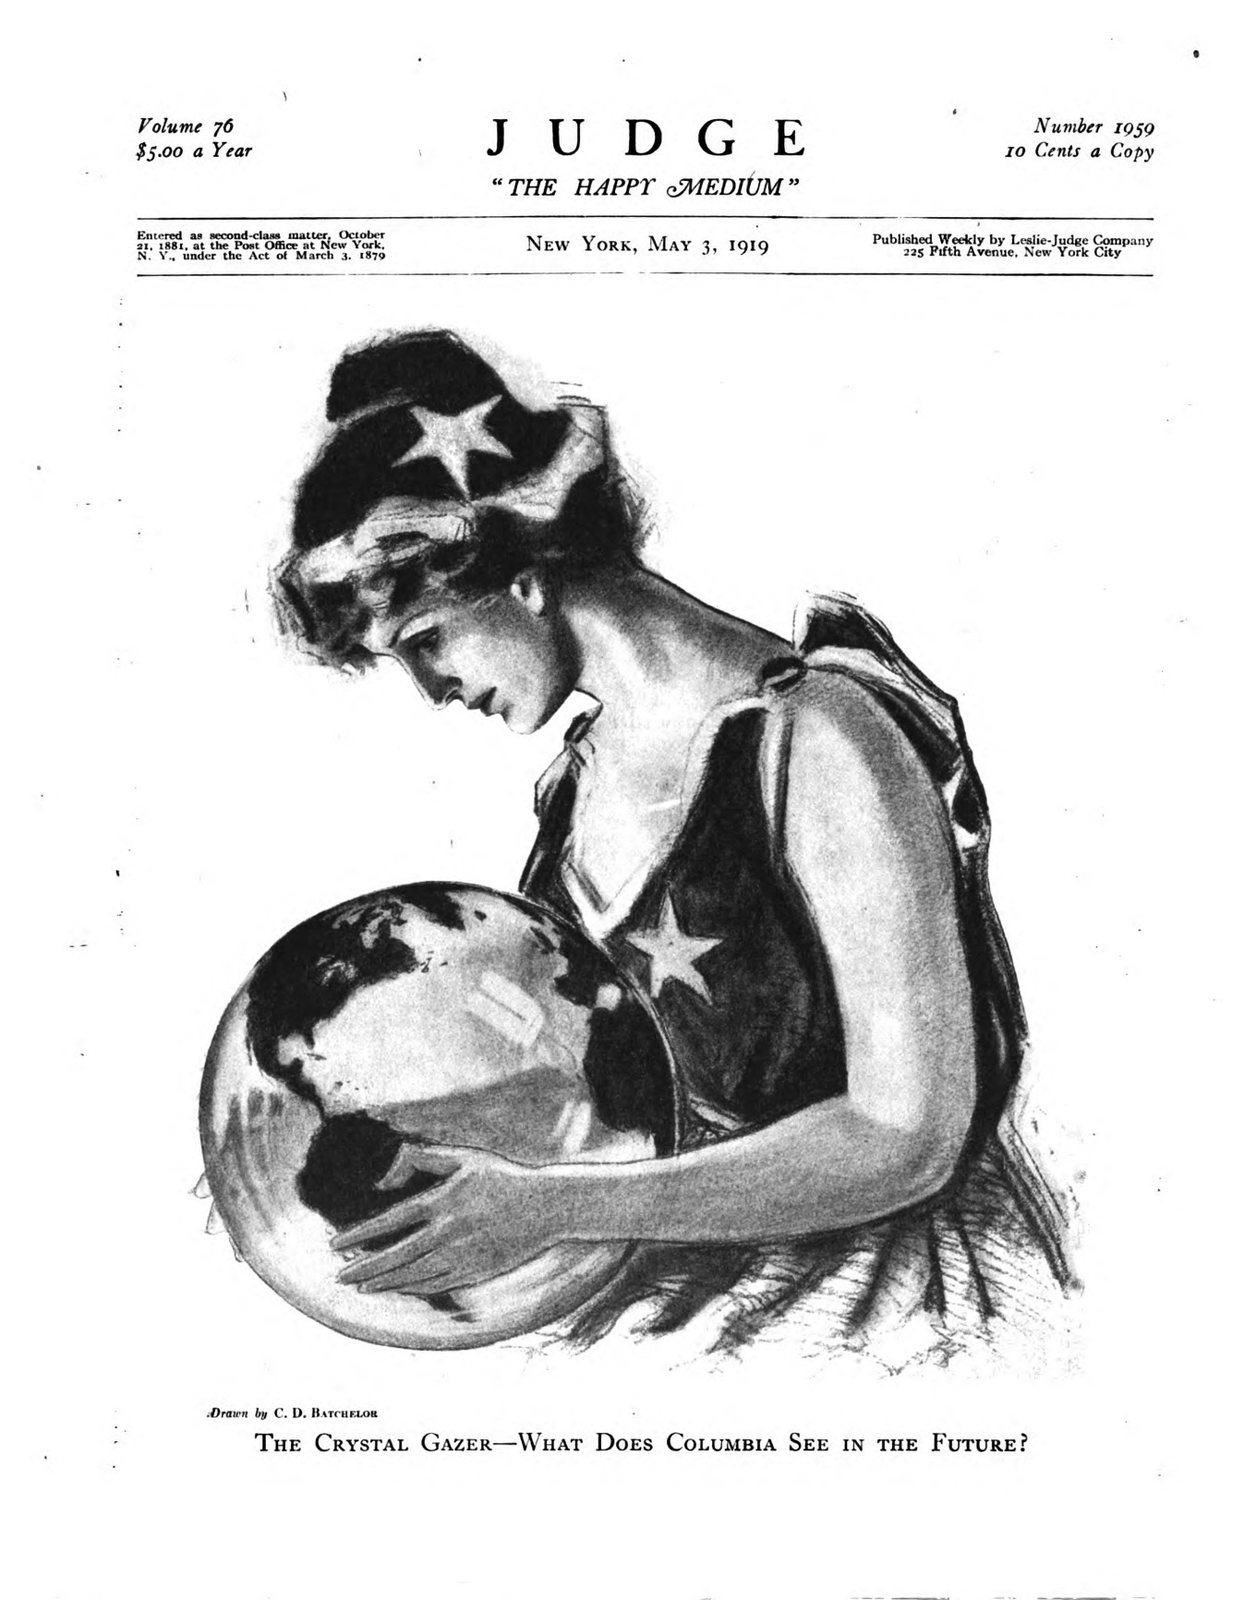 Volume 76
$5.00 a Year
JUDGE
"THE HAPPY MEDIUM"
Number 1959
10 Cents a Copy
Entered as second-class matter, October
21, 1881, at the Post Office at New York,
N. Y., under the Act of March 3, 1879
NEW YORK, MAY 3, 1919
Published Weekly by Leslie-Judge Company
225 Fifth Avenue, New York City
Drawn by C. D. BATCHELOR
THE CRYSTAL GAZER—WHAT DOES COLUMBIA SEE IN THE FUTURE?